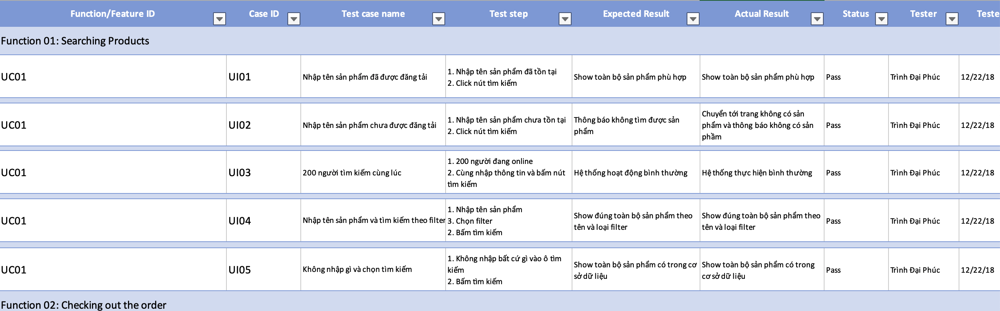 Function/Feature ID Case ID Test case name Test step Expected Result Actual Result Status Tester Teste
Function 01: Searching Products
UC01 UI01 Nhập tên sản phẩm đã được đăng tải
1. Nhập tên sản phẩm đã tồn tại
2. Click nút tìm kiếm
Show toàn bộ sản phẩm phù hợp
Show toàn bộ sản phẩm phù hợp
Pass Trình Đại Phúc 12/22/18
UC01 UI02 Nhập tên sản phẩm chưa được đăng tải
1. Nhập tên sản phẩm chưa tồn tại
2. Click nút tìm kiếm
Thông báo không tìm được sản
phẩm
Chuyển tới trang không có sản
phẩm và thông báo không có sản
phầm
Pass Trình Đại Phúc 12/22/18
UC01 UI03 200 người tìm kiếm cùng lúc
1. 200 người đang online
2. Cùng nhập thông tin và bấm nút
tìm kiếm
Hệ thống hoạt động bình thường
Hệ thống thực hiện bình thường
Pass Trình Đại Phúc 12/22/18
UC01 UI04 Nhập tên sản phẩm và tìm kiếm theo filter
1. Nhập tên sản phẩm
3. Chọn filter
2. Bấm tìm kiếm
Show đúng toàn bộ sản phẩm theo
tên và loại filter
Show đúng toàn bộ sản phẩm theo
tên và loại filter
Pass Trình Đại Phúc 12/22/18
UC01 UI05 Không nhập gì và chọn tìm kiếm
1. Không nhập bất cứ gì vào ô tìm
kiếm
2. Bấm tìm kiếm
Show toàn bộ sản phẩm có trong cơ
sở dữ liệu
Show toàn bộ sản phẩm có trong
cơ sở dữ liệu
Pass Trình Đại Phúc 12/22/18
Function 02: Checking out the order